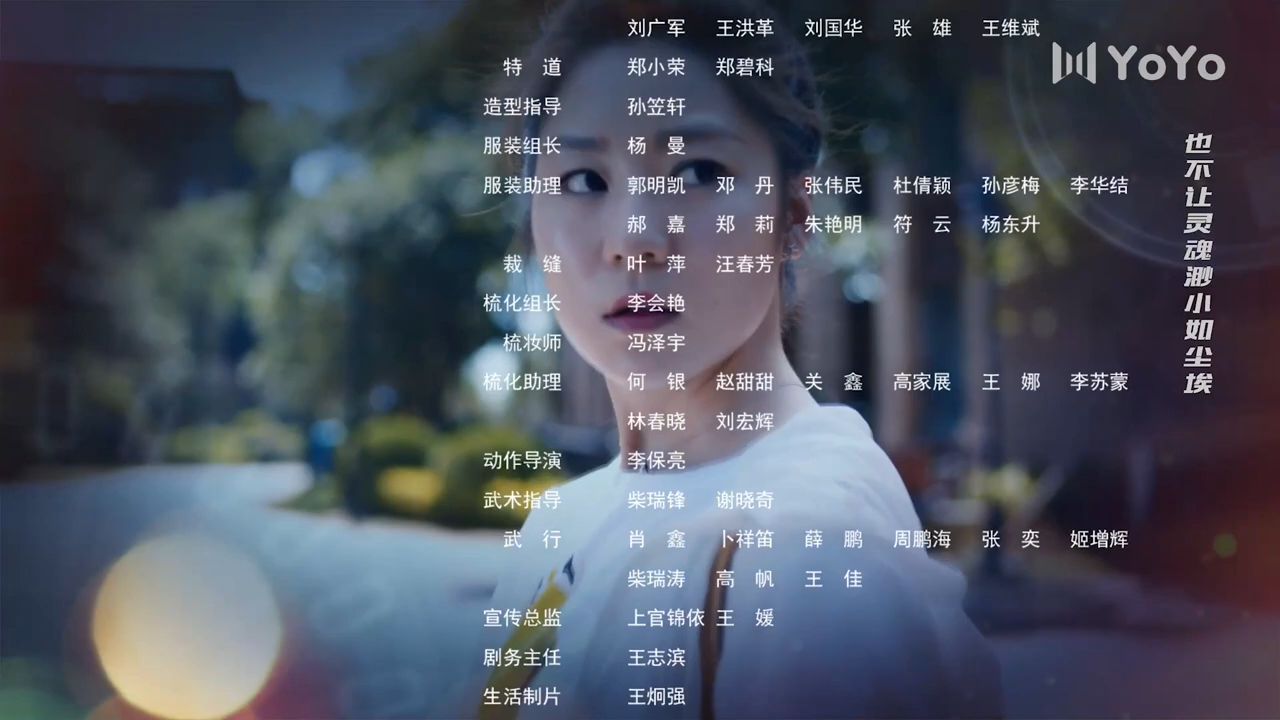 刘广军 王洪革 刘国华 张 雄 王维斌
YoYo
特 道 郑小荣 郑碧科
造型指导 孙笠轩
服装组长 杨 曼
服装助理 郭明凯 邓 丹 张伟民 杜倩颖 孙彦梅 李华结
郝 嘉 郑 莉 朱艳明 符 云 杨东升
裁 缝 叶 萍 汪春芳
梳化组长 李会艳
梳妆师 冯泽宇
梳化助理 何 银 赵甜甜 关 鑫 高家展 王 娜 李苏蒙
林春晓 刘宏辉
动作导演 李保亮
武术指导 柴瑞锋 谢晓奇
武 行 肖 鑫 卜祥笛 薛 鹏 周鹏海 张 奕 姬增辉
柴瑞涛 高 帆 王 佳
宣传总监 上官锦依 王 媛
剧务主任 王志滨
生活制片 王炯强
也不让灵魂渺小如尘埃